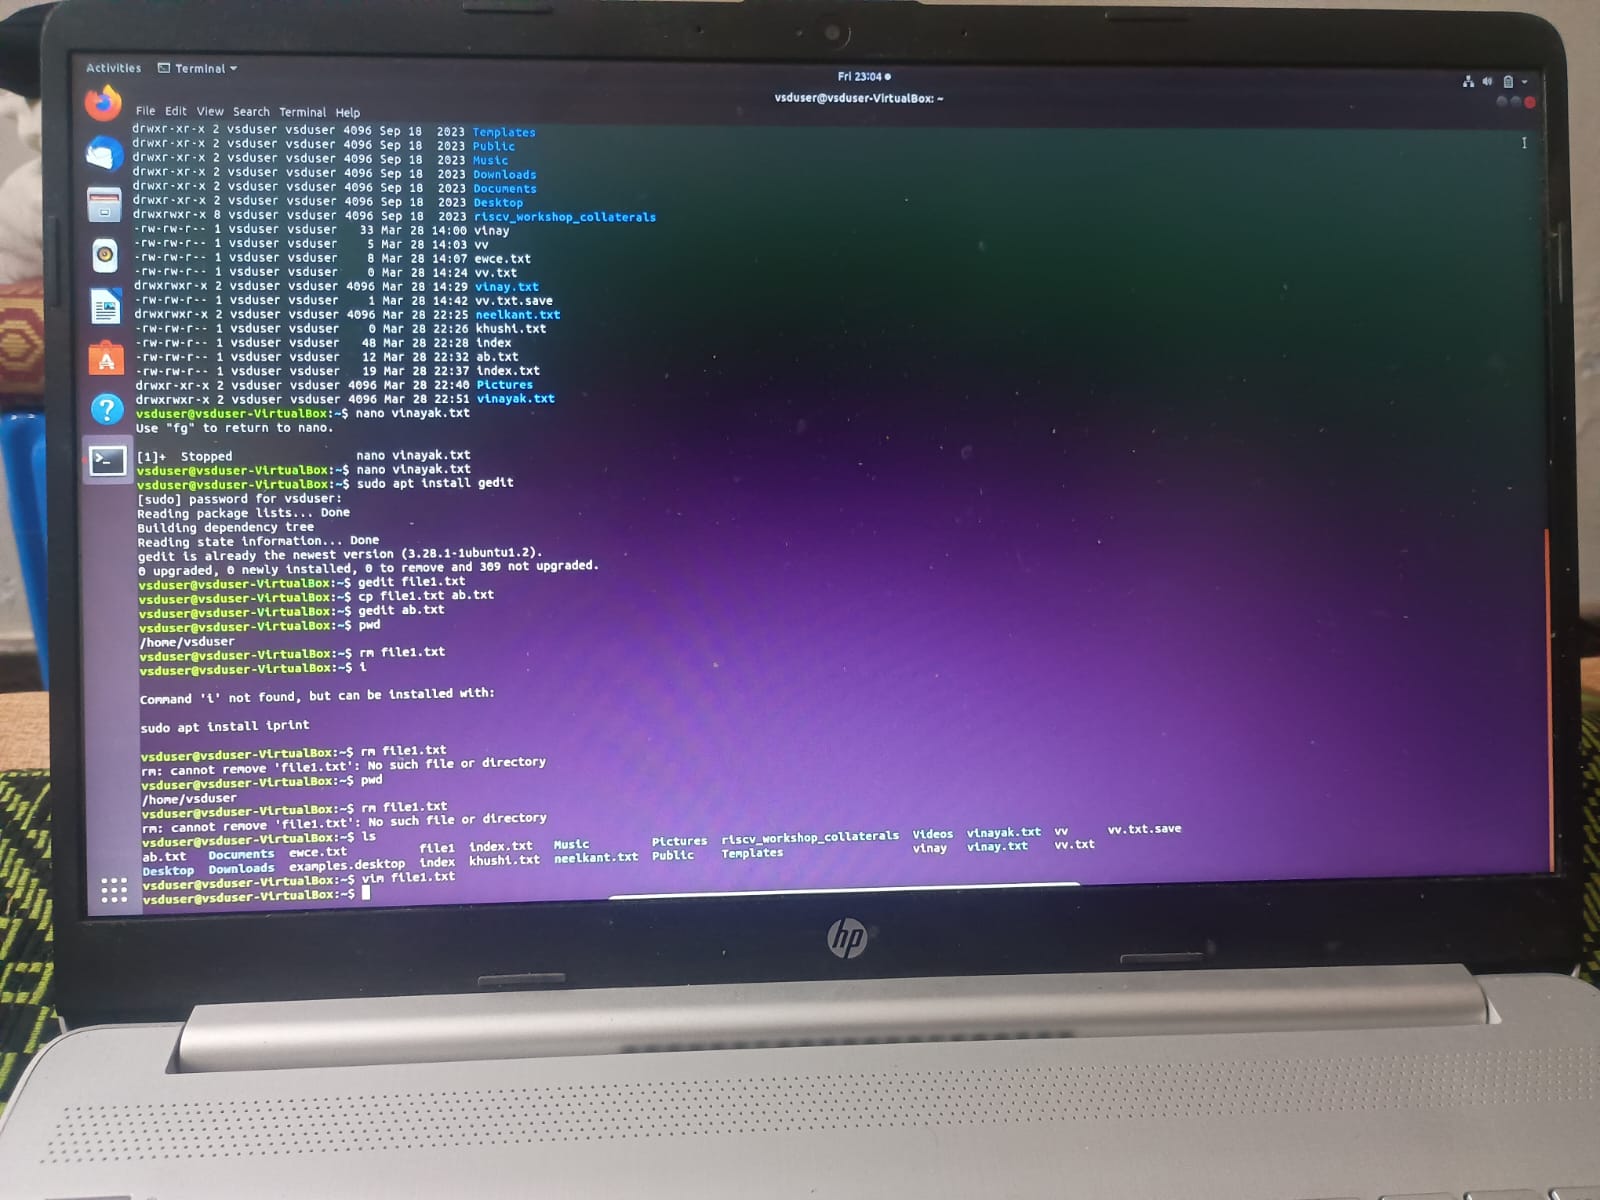 Activities Terminal
Fri 23:04
vsduser@vsduser-VirtualBox: ~
File Edit View Search Terminal Help
drwxr-xr-x 2 vsduser vsduser 4096 Sep 18  2023 Templates
drwxr-xr-x 2 vsduser vsduser 4096 Sep 18  2023 Public
drwxr-xr-x 2 vsduser vsduser 4096 Sep 18  2023 Music
drwxr-xr-x 2 vsduser vsduser 4096 Sep 18  2023 Downloads
drwxr-xr-x 2 vsduser vsduser 4096 Sep 18  2023 Documents
drwxr-xr-x 2 vsduser vsduser 4096 Sep 18  2023 Desktop
drwxrwxr-x 8 vsduser vsduser 4096 Sep 18  2023 riscv_workshop_collaterals
-rw-rw-r-- 1 vsduser vsduser   33 Mar 28 14:00 vinay
-rw-rw-r-- 1 vsduser vsduser    5 Mar 28 14:03 vv
-rw-rw-r-- 1 vsduser vsduser    8 Mar 28 14:07 ewce.txt
-rw-rw-r-- 1 vsduser vsduser    0 Mar 28 14:24 vv.txt
drwxrwxr-x 2 vsduser vsduser 4096 Mar 28 14:29 vinay.txt
-rw-rw-r-- 1 vsduser vsduser    1 Mar 28 14:42 vv.txt.save
drwxrwxr-x 2 vsduser vsduser 4096 Mar 28 22:25 neelkant.txt
-rw-rw-r-- 1 vsduser vsduser    0 Mar 28 22:26 khushi.txt
-rw-rw-r-- 1 vsduser vsduser   48 Mar 28 22:28 index
-rw-rw-r-- 1 vsduser vsduser   12 Mar 28 22:32 ab.txt
-rw-rw-r-- 1 vsduser vsduser   19 Mar 28 22:37 index.txt
drwxr-xr-x 2 vsduser vsduser 4096 Mar 28 22:40 Pictures
drwxrwxr-x 2 vsduser vsduser 4096 Mar 28 22:51 vinayak.txt
vsduser@vsduser-VirtualBox:~$ nano vinayak.txt
Use "fg" to return to nano.
[1]+  Stopped                 nano vinayak.txt
vsduser@vsduser-VirtualBox:~$ nano vinayak.txt
vsduser@vsduser-VirtualBox:~$ sudo apt install gedit
[sudo] password for vsduser:
Reading package lists... Done
Building dependency tree
Reading state information... Done
gedit is already the newest version (3.28.1-1ubuntu1.2).
0 upgraded, 0 newly installed, 0 to remove and 309 not upgraded.
vsduser@vsduser-VirtualBox:~$ gedit file1.txt
vsduser@vsduser-VirtualBox:~$ cp file1.txt ab.txt
vsduser@vsduser-VirtualBox:~$ gedit ab.txt
vsduser@vsduser-VirtualBox:~$ pwd
/home/vsduser
vsduser@vsduser-VirtualBox:~$ rm file1.txt
vsduser@vsduser-VirtualBox:~$ i
Command 'i' not found, but can be installed with:
sudo apt install iprint
vsduser@vsduser-VirtualBox:~$ rm file1.txt
rm: cannot remove 'file1.txt': No such file or directory
vsduser@vsduser-VirtualBox:~$ pwd
/home/vsduser
vsduser@vsduser-VirtualBox:~$ rm file1.txt
rm: cannot remove 'file1.txt': No such file or directory
vsduser@vsduser-VirtualBox:~$ ls
ab.txt Documents ewce.txt file1 index.txt Music Pictures riscv_workshop_collaterals Videos vinayak.txt vv vv.txt.save
Desktop Downloads examples.desktop index khushi.txt neelkant.txt Public Templates vinay vinay.txt vv.txt
vsduser@vsduser-VirtualBox:~$ vim file1.txt
vsduser@vsduser-VirtualBox:~$
hp